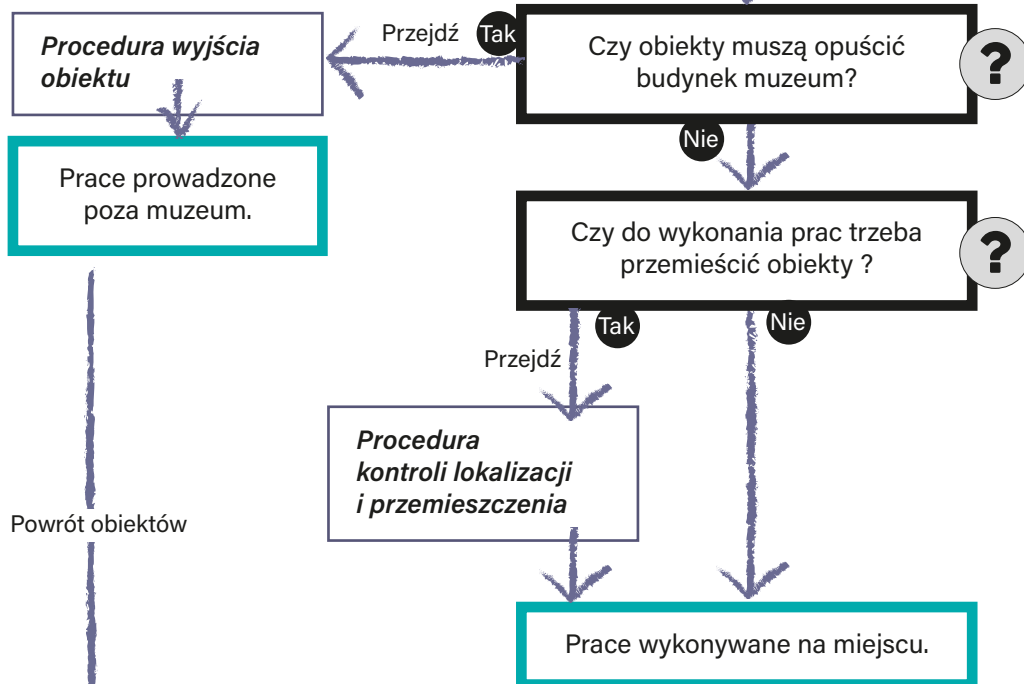 Procedura wyjścia
obiektu
Przejdź
Tak
Czy obiekty muszą opuścić
budynek muzeum?
?
Nie
Prace prowadzone
poza muzeum.
Czy do wykonania prac trzeba
przemieścić obiekty ?
?
Tak
Nie
Przejdź
Procedura
kontroli lokalizacji
i przemieszczenia
Powrót obiektów
Prace wykonywane na miejscu.